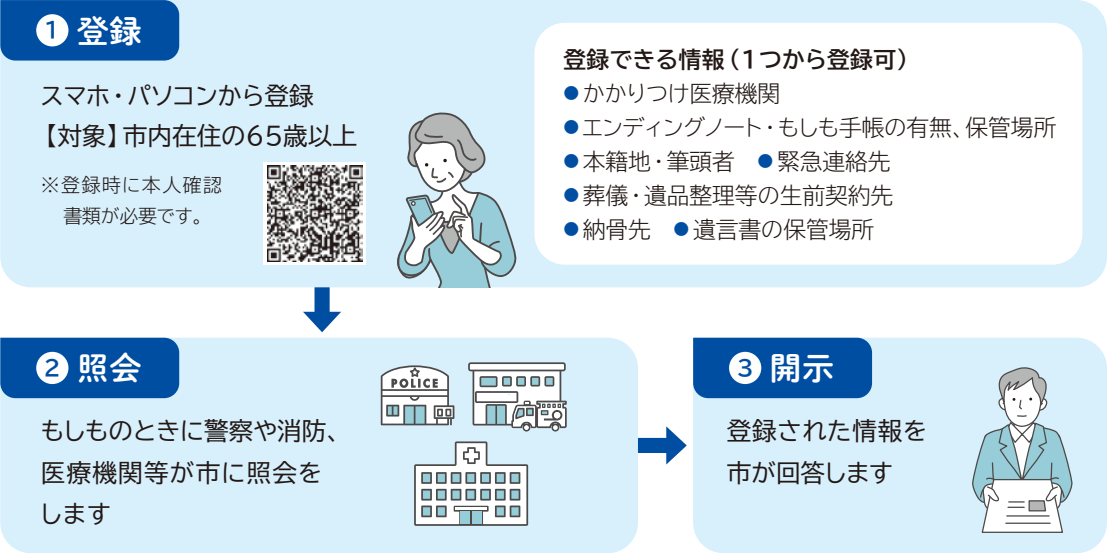 1 登録
スマホ・パソコンから登録
【対象】市内在住の65歳以上
※登録時に本人確認
書類が必要です。
登録できる情報（1つから登録可）
●かかりつけ医療機関
●エンディングノート・もしも手帳の有無、保管場所
●本籍地・筆頭者 ●緊急連絡先
●葬儀・遺品整理等の生前契約先
●納骨先 ●遺言書の保管場所
2 照会
もしものときに警察や消防、
医療機関等が市に照会を
します
POLICE
3 開示
登録された情報を
市が回答します